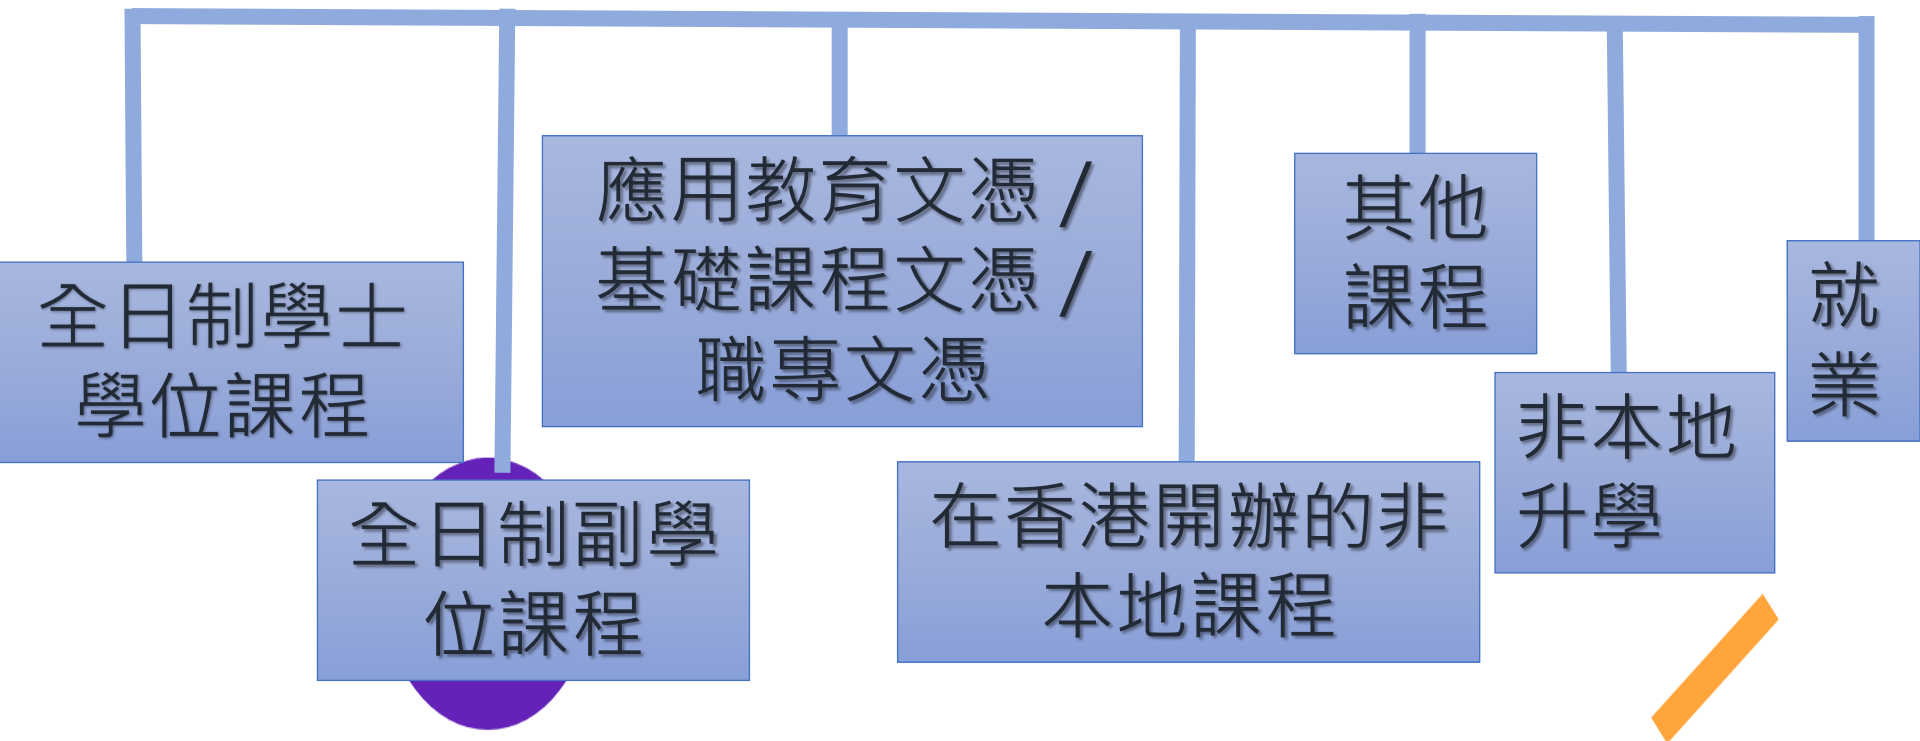 全日制學士
學位課程
全日制副學
位課程
應用教育文憑 /
基礎課程文憑 /
職專文憑
在香港開辦的非
本地課程
其他
課程
非本地
升學
就
業